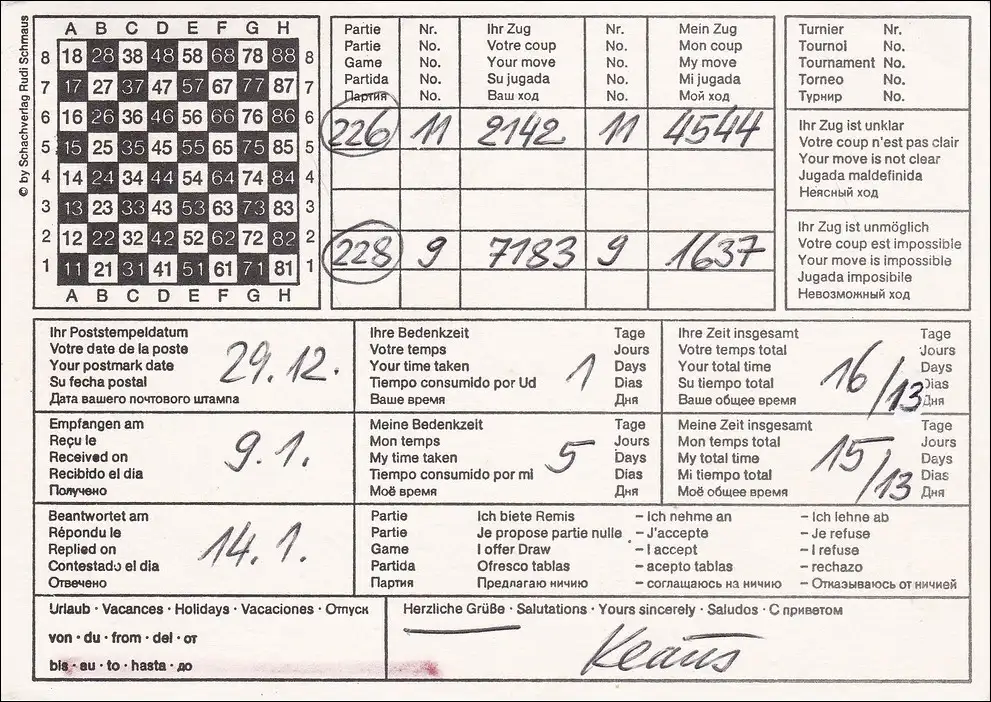 © by Schachverlag Rudi Schmaus
A B C D E F G H
8 18 28 38 48 58 68 78 88 8
7 17 27 37 47 57 67 77 87 7
6 16 26 36 46 56 66 76 86 6
5 15 25 35 45 55 65 75 85 5
4 14 24 34 44 54 64 74 84 4
3 13 23 33 43 53 63 73 83 3
2 12 22 32 42 52 62 72 82 2
1 11 21 31 41 51 61 71 81 1
A B C D E F G H
Partie Nr. Ihr Zug Nr. Mein Zug
Partie No. Votre coup No. Mon coup
Game No. Your move No. My move
Partida No. Su jugada No. Mi jugada
Партия No. Ваш ход No. Мой ход
226 11 2142 11 4544
228 9 7183 9 1637
Turnier Nr.
Tournoi No.
Tournament No.
Torneo No.
Турнир No.
Ihr Zug ist unklar
Votre coup n'est pas clair
Your move is not clear
Jugada maldefinida
Неясный ход
Ihr Zug ist unmöglich
Votre coup est impossible
Your move is impossible
Jugada imposibile
Невозможный ход
Ihr Poststempeldatum
Votre date de la poste
Your postmark date
Su fecha postal
Дата вашего почтового штампа
29.12.
Ihre Bedenkzeit Tage
Votre temps Jours
Your time taken Days
Tiempo consumido por Ud Dias
Ваше время Дня
1
Ihre Zeit insgesamt Tage
Votre temps total Jours
Your total time Days
Su tiempo total Dias
Ваше общее время Дня
16/13
Empfangen am
Reçu le
Received on
Recibido el dia
Получено
9.1.
Meine Bedenkzeit Tage
Mon temps Jours
My time taken Days
Tiempo consumido por mi Dias
Моё время Дня
5
Meine Zeit insgesamt Tage
Mon temps total Jours
My total time Days
Mi tiempo total Dias
Моё общее время Дня
15/13
Beantwortet am
Répondu le
Replied on
Contestado el dia
Отвечено
14.1.
Partie Ich biete Remis – Ich nehme an – Ich lehne ab
Partie Je propose partie nulle – J'accepte – Je refuse
Game I offer Draw – I accept – I refuse
Partida Ofresco tablas – acepto tablas – rechazo
Партия Предлагаю ничию – соглашаюсь на ничию – Отказываюсь от ничией
Urlaub · Vacances · Holidays · Vacaciones · Отпуск
von · du · from · del · от
bis · au · to · hasta · до
Herzliche Grüße · Salutations · Yours sincerely · Saludos · С приветом
Klaus